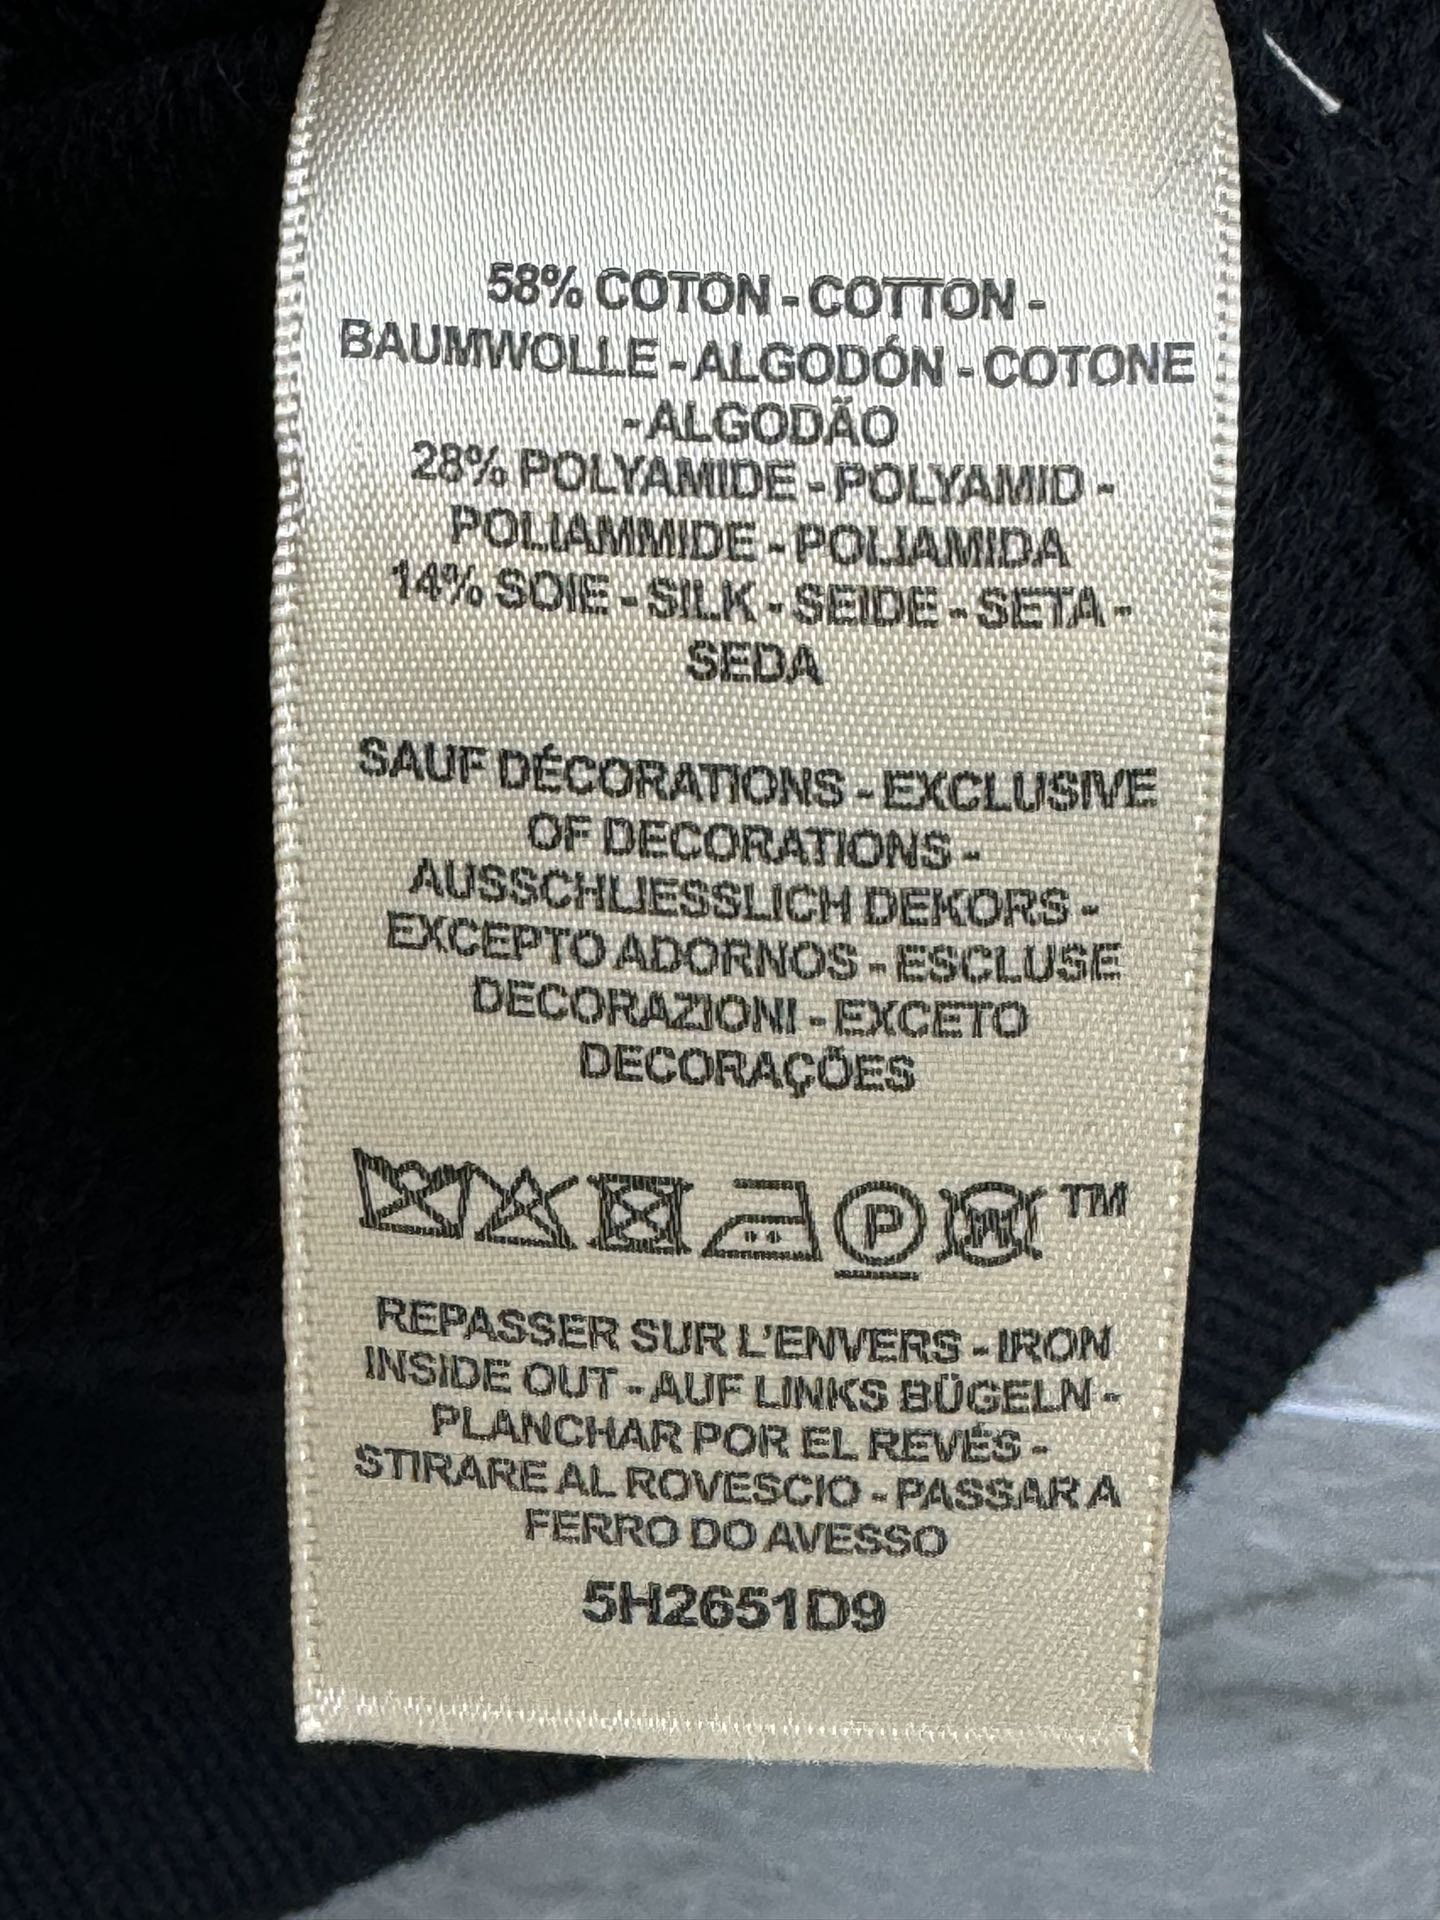 58% COTON - COTTON -
BAUMWOLLE - ALGODÓN - COTONE
- ALGODÃO
28% POLYAMIDE - POLYAMID -
POLIAMMIDE - POLIAMIDA
14% SOIE - SILK - SEIDE - SETA -
SEDA
SAUF DÉCORATIONS - EXCLUSIVE
OF DECORATIONS -
AUSSCHLIESSLICH DEKORS -
EXCEPTO ADORNOS - ESCLUSE
DECORAZIONI - EXCETO
DECORAÇÕES
P TM
REPASSER SUR L'ENVERS - IRON
INSIDE OUT - AUF LINKS BÜGELN -
PLANCHAR POR EL REVÉS -
STIRARE AL ROVESCIO - PASSAR A
FERRO DO AVESSO
5H2651D9